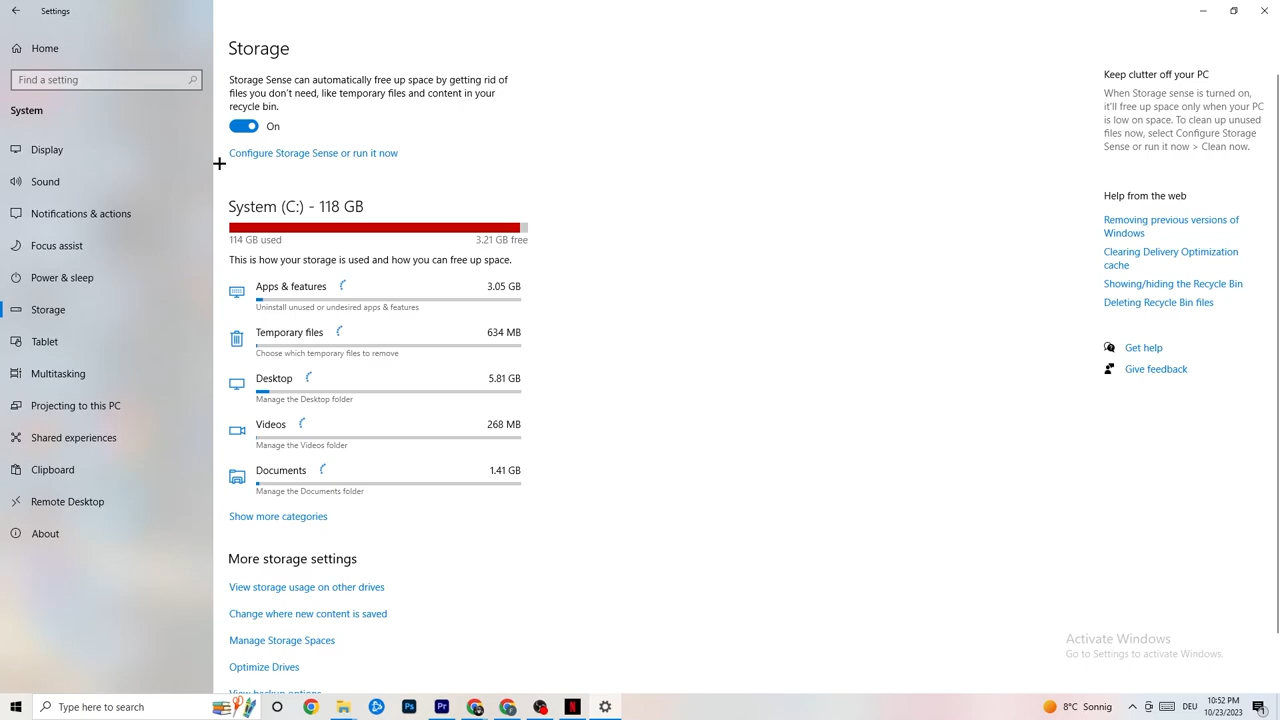 Settings
Home
Find a setting
System
Display
Sound
Notifications & actions
Focus assist
Power & sleep
Storage
Tablet
Multitasking
Projecting to this PC
Shared experiences
Clipboard
Remote Desktop
About
Storage
Storage Sense can automatically free up space by getting rid of
files you don't need, like temporary files and content in your
recycle bin.
On
Configure Storage Sense or run it now
System (C:) - 118 GB
114 GB used 3.21 GB free
This is how your storage is used and how you can free up space.
Apps & features 3.05 GB
Uninstall unused or undesired apps & features
Temporary files 634 MB
Choose which temporary files to remove
Desktop 5.81 GB
Manage the Desktop folder
Videos 268 MB
Manage the Videos folder
Documents 1.41 GB
Manage the Documents folder
Show more categories
More storage settings
View storage usage on other drives
Change where new content is saved
Manage Storage Spaces
Optimize Drives
View backup options
Keep clutter off your PC
When Storage sense is turned on,
it'll free up space only when your PC
is low on space. To clean up unused
files now, select Configure Storage
Sense or run it now > Clean now.
Help from the web
Removing previous versions of
Windows
Clearing Delivery Optimization
cache
Showing/hiding the Recycle Bin
Deleting Recycle Bin files
Get help
Give feedback
Activate Windows
Go to Settings to activate Windows.
Type here to search
Ps
Pr
N
8°C Sonnig
DEU
10:52 PM
10/23/2023
1